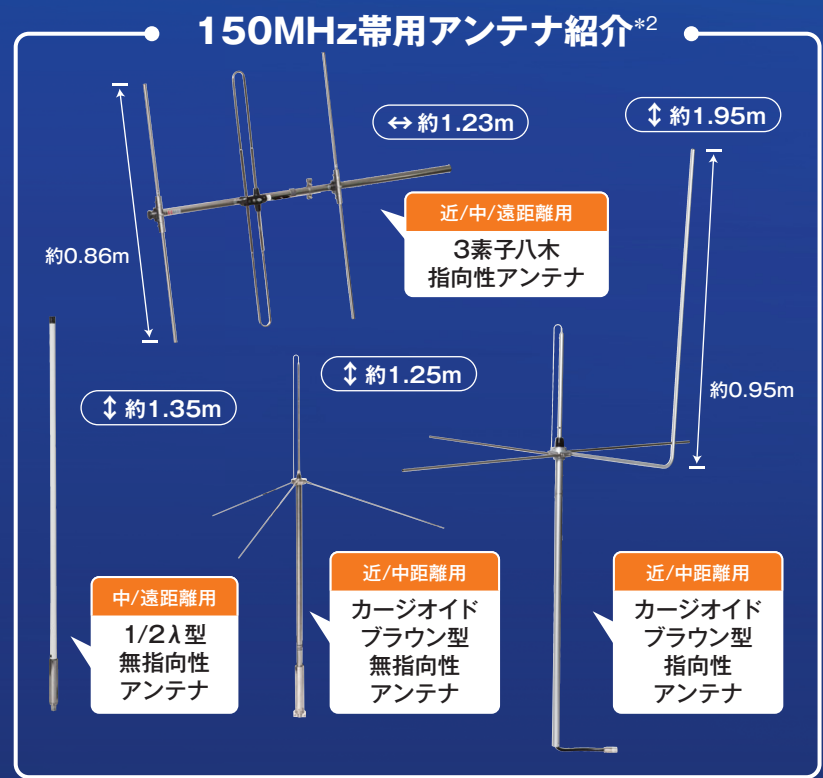 150MHz帯用アンテナ紹介*2
↔ 約1.23m
↕ 約1.95m
約0.86m
近/中/遠距離用
3素子八木
指向性アンテナ
↕ 約1.35m
↕ 約1.25m
約0.95m
中/遠距離用
1/2λ型
無指向性
アンテナ
近/中距離用
カージオイド
ブラウン型
無指向性
アンテナ
近/中距離用
カージオイド
ブラウン型
指向性
アンテナ